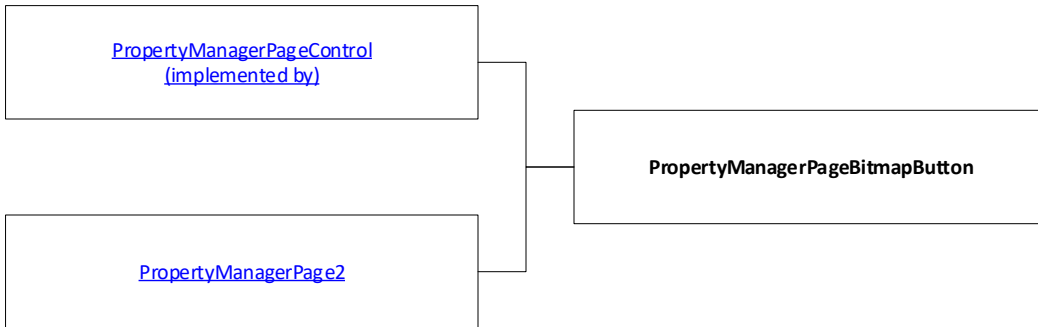 PropertyManagerPageControl
(implemented by)
PropertyManagerPageBitmapButton
PropertyManagerPage2